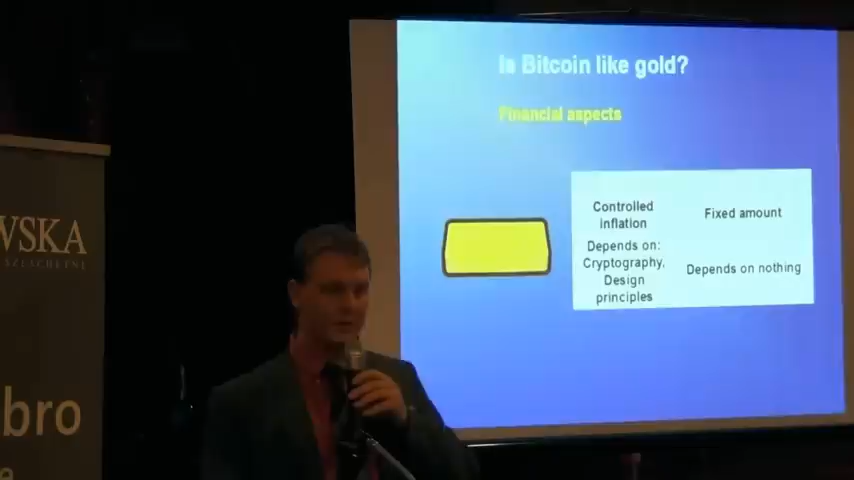 Is Bitcoin like gold?
Financial aspects
Controlled
inflation
Fixed amount
Depends on:
Cryptography,
Design
principles
Depends on nothing
WSKA
bro
e